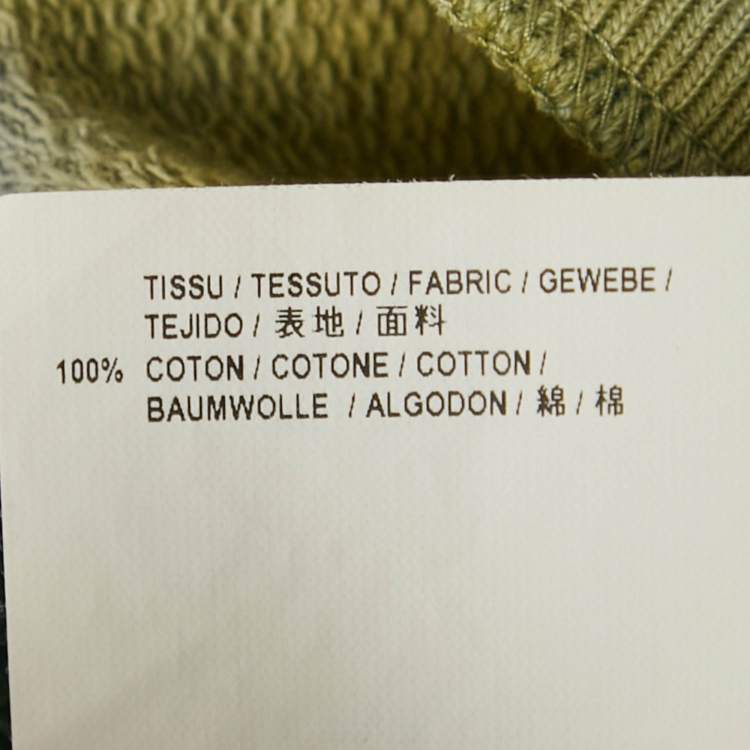 TISSU / TESSUTO / FABRIC / GEWEBE /
TEJIDO / 表地 / 面料
100% COTON / COTONE / COTTON /
BAUMWOLLE / ALGODON / 綿 / 棉